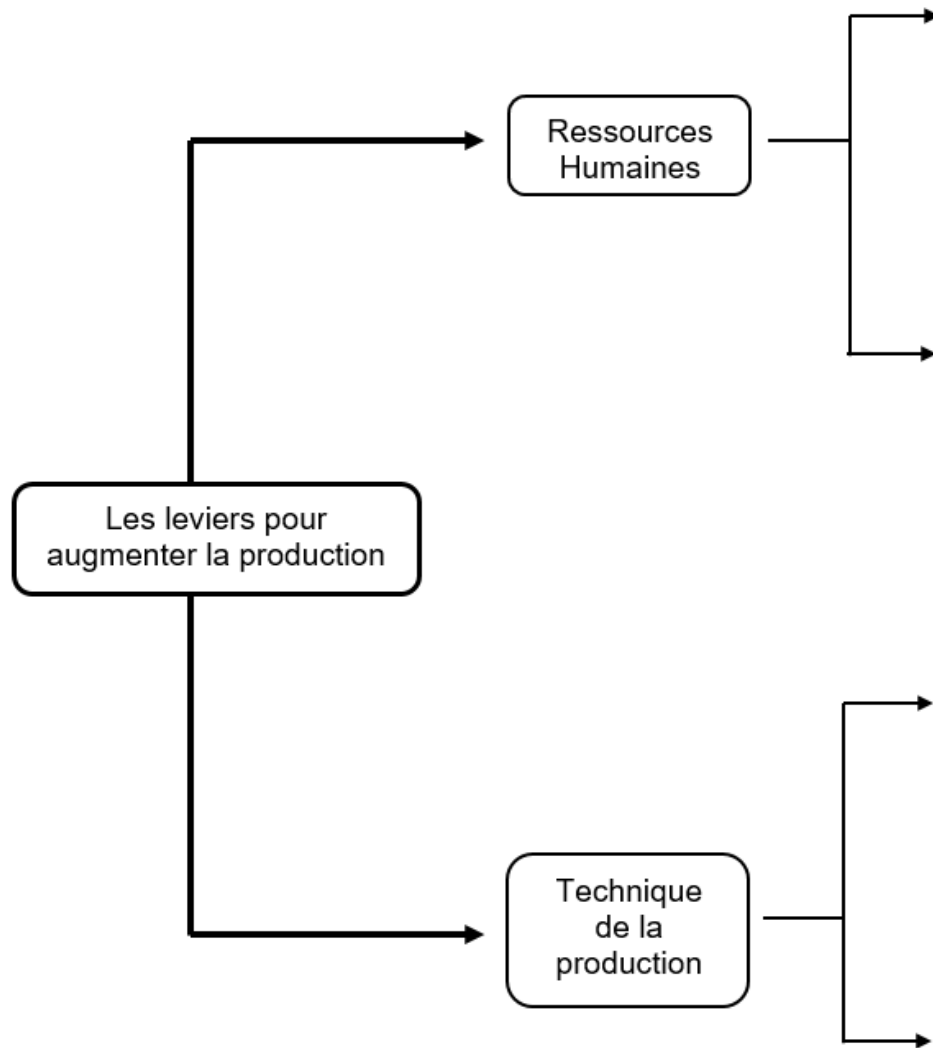 Ressources
Humaines
Les leviers pour
augmenter la production
Technique
de la
production